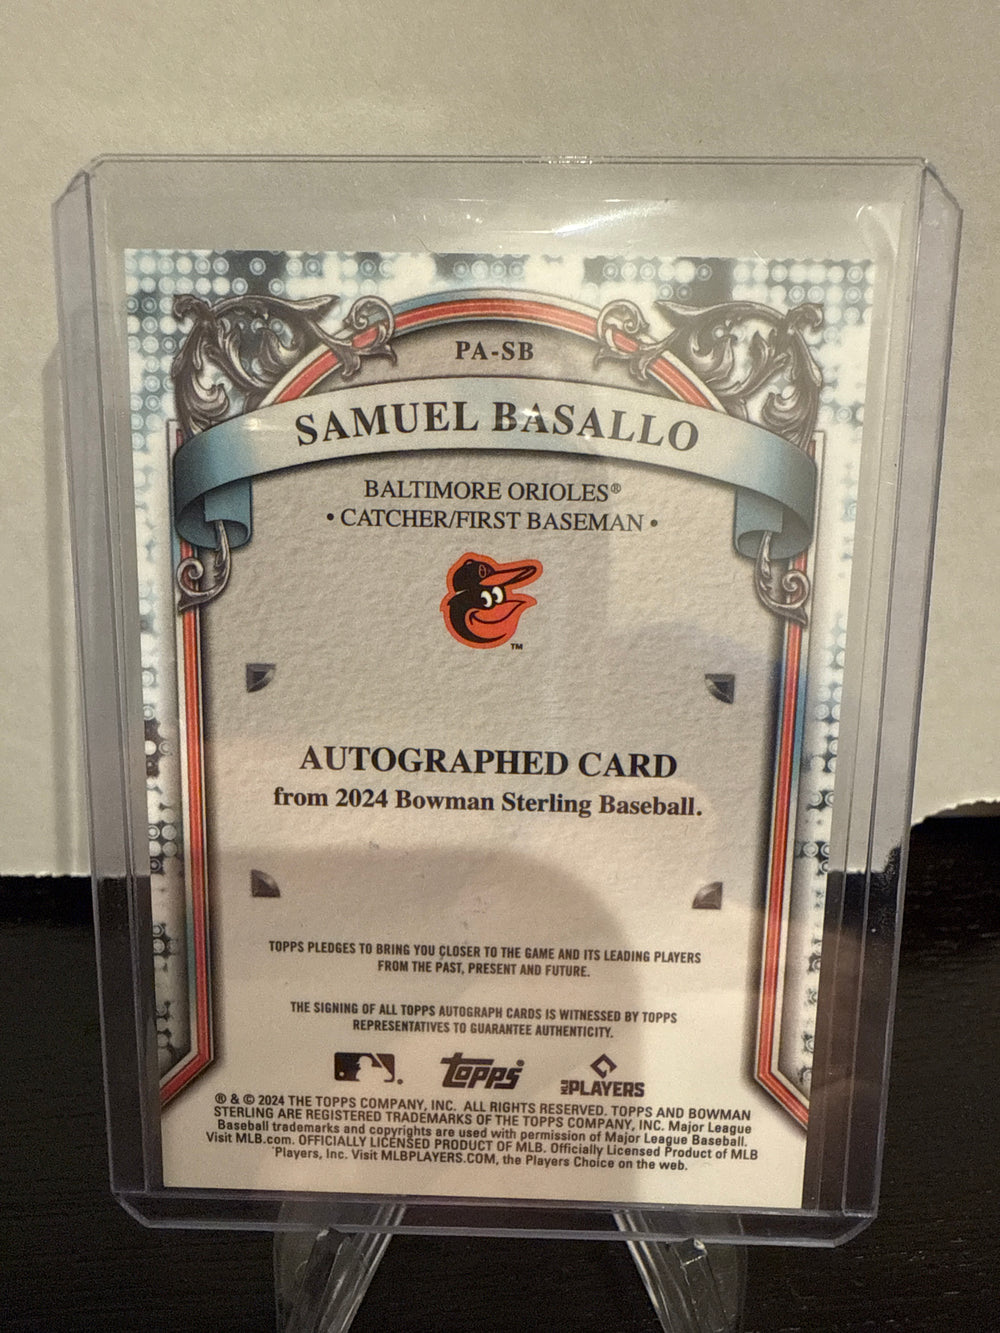 PA-SB
SAMUEL BASALLO
BALTIMORE ORIOLES®
• CATCHER/FIRST BASEMAN •
TM
AUTOGRAPHED CARD
from 2024 Bowman Sterling Baseball.
TOPPS PLEDGES TO BRING YOU CLOSER TO THE GAME AND ITS LEADING PLAYERS
FROM THE PAST, PRESENT AND FUTURE.
THE SIGNING OF ALL TOPPS AUTOGRAPH CARDS IS WITNESSED BY TOPPS
REPRESENTATIVES TO GUARANTEE AUTHENTICITY.
topps
MLB PLAYERS
® & © 2024 THE TOPPS COMPANY, INC. ALL RIGHTS RESERVED. TOPPS AND BOWMAN
STERLING ARE REGISTERED TRADEMARKS OF THE TOPPS COMPANY, INC. Major League
Baseball trademarks and copyrights are used with permission of Major League Baseball.
Visit MLB.com. OFFICIALLY LICENSED PRODUCT OF MLB. Officially Licensed Product of MLB
Players, Inc. Visit MLBPLAYERS.COM, the Players Choice on the web.